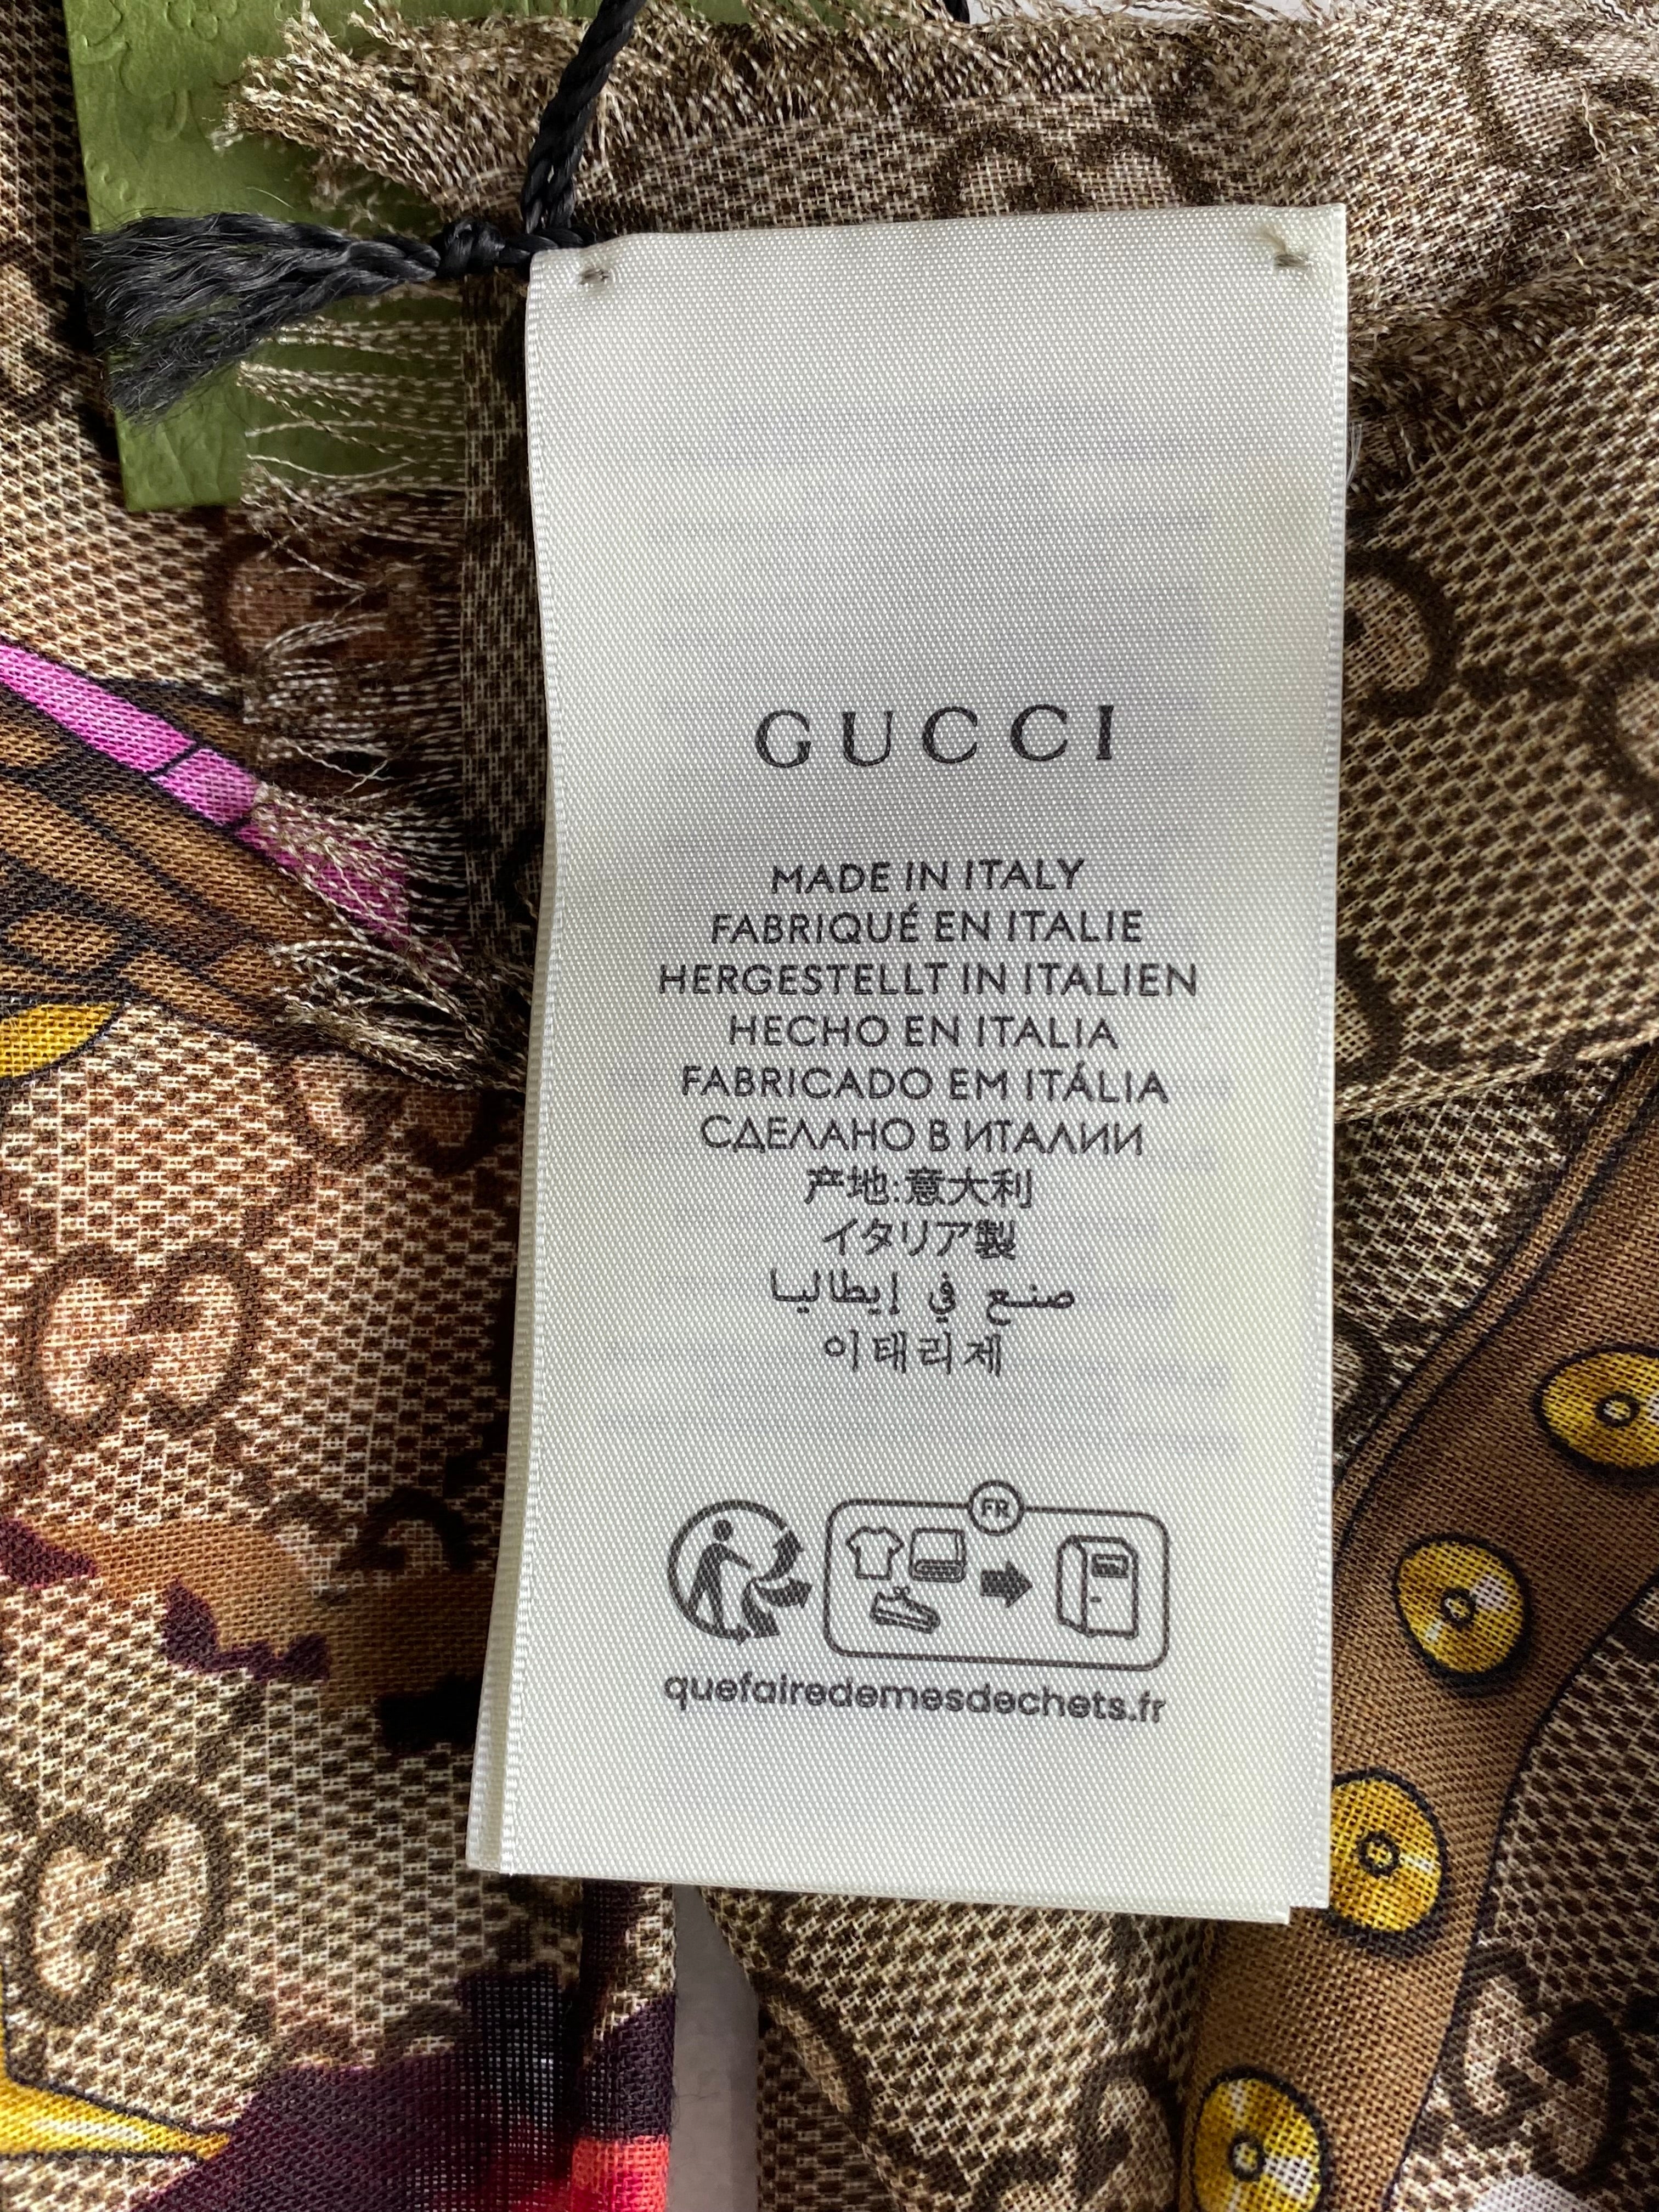 GUCCI
MADE IN ITALY
FABRIQUÉ EN ITALIE
HERGESTELLT IN ITALIEN
HECHO EN ITALIA
FABRICADO EM ITÁLIA
СДЕЛАНО В ИТАЛИИ
产地:意大利
イタリア製
صنع في إيطاليا
이태리제
FR
quefairedemesdechets.fr